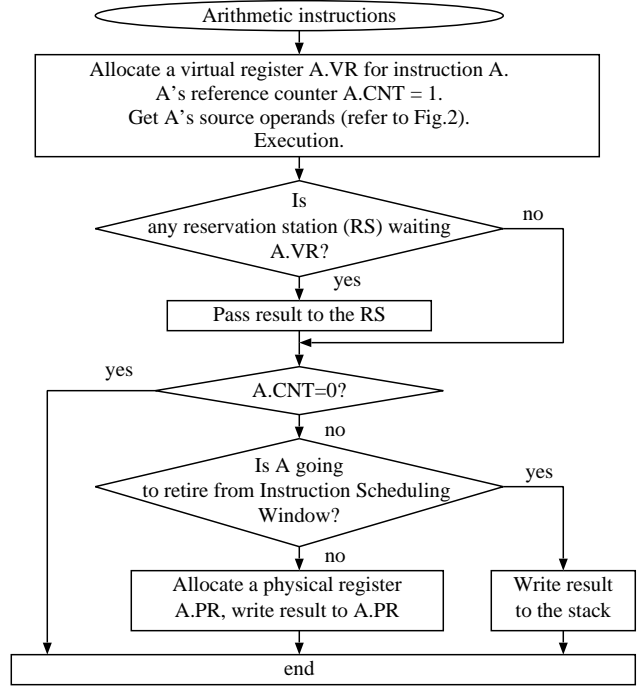 Arithmetic instructions
Allocate a virtual register A.VR for instruction A.
A's reference counter A.CNT = 1.
Get A's source operands (refer to Fig.2).
Execution.
Is
any reservation station (RS) waiting
A.VR?
no
yes
Pass result to the RS
yes
A.CNT=0?
no
Is A going
to retire from Instruction Scheduling
Window?
yes
no
Allocate a physical register
A.PR, write result to A.PR
Write result
to the stack
end